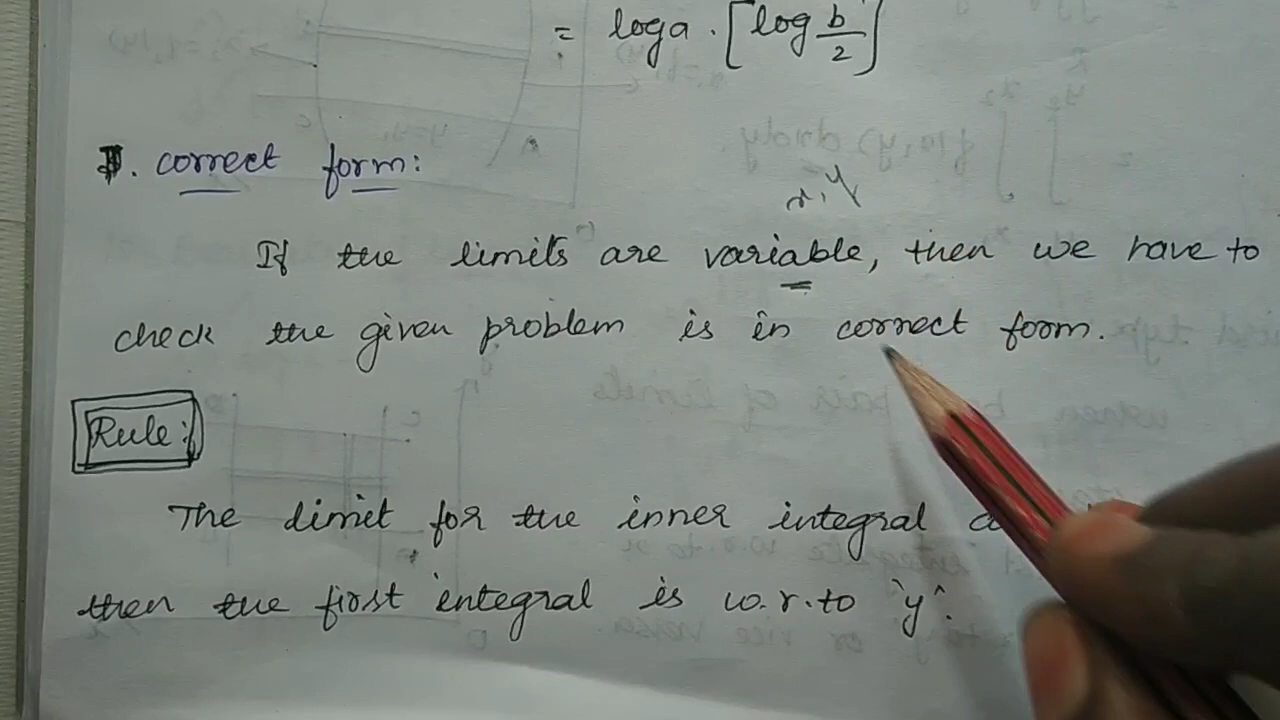 = log a . [log b/2]
I. correct form:
x, y
If the limits are variable, then we have to
check the given problem is in correct form.
Rule:
The limit for the inner integral
then the first integral is w.r.to 'y'.